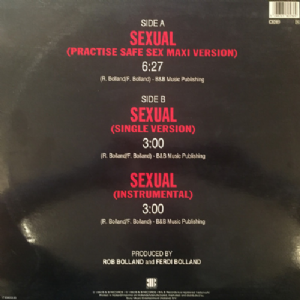 SIDE A
SEXUAL
(PRACTISE SAFE SEX MAXI VERSION)
6:27
(R. Bolland/F. Bolland) - B&B Music Publishing
SIDE B
SEXUAL
(SINGLE VERSION)
3:00
(R. Bolland/F. Bolland) - B&B Music Publishing
SEXUAL
(INSTRUMENTAL)
3:00
(R. Bolland/F. Bolland) - B&B Music Publishing
PRODUCED BY
ROB BOLLAND and FERDI BOLLAND